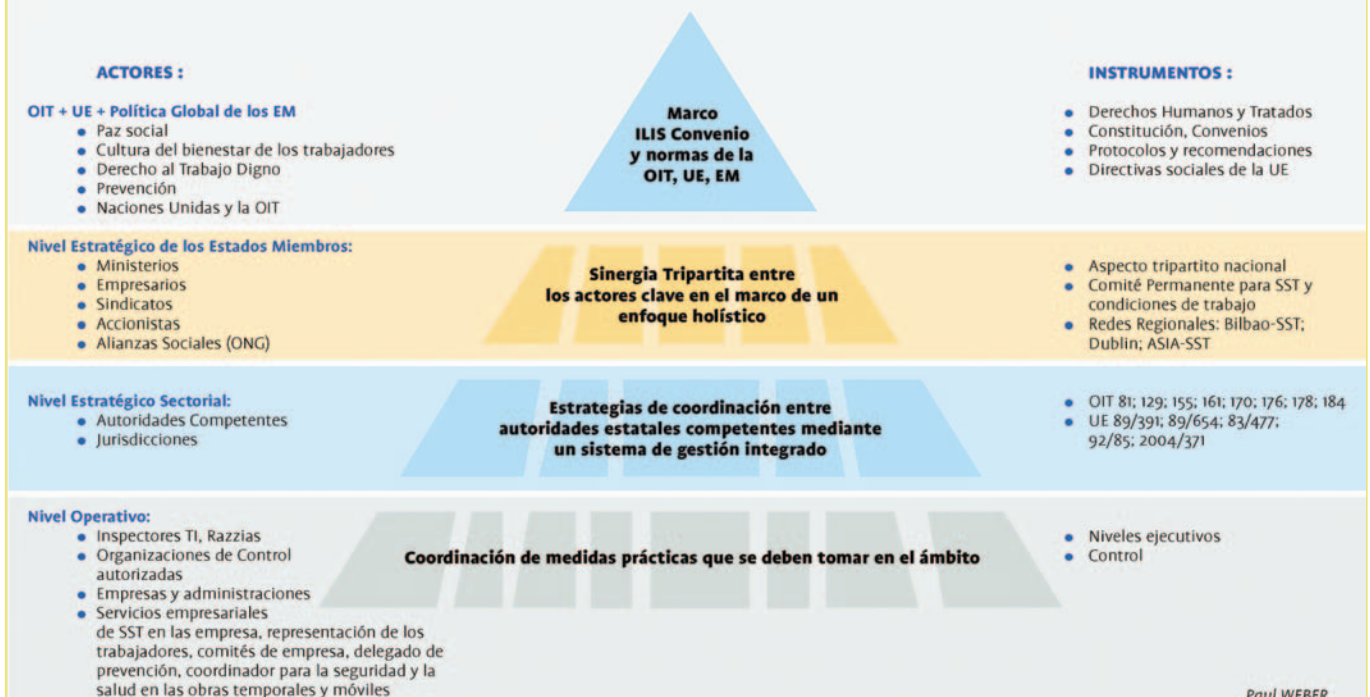 ACTORES :
OIT + UE + Política Global de los EM
• Paz social
• Cultura del bienestar de los trabajadores
• Derecho al Trabajo Digno
• Prevención
• Naciones Unidas y la OIT
Marco
ILIS Convenio
y normas de la
OIT, UE, EM
INSTRUMENTOS :
• Derechos Humanos y Tratados
• Constitución, Convenios
• Protocolos y recomendaciones
• Directivas sociales de la UE
Nivel Estratégico de los Estados Miembros:
• Ministerios
• Empresarios
• Sindicatos
• Accionistas
• Alianzas Sociales (ONG)
Sinergia Tripartita entre
los actores clave en el marco de un
enfoque holístico
• Aspecto tripartito nacional
• Comité Permanente para SST y
condiciones de trabajo
• Redes Regionales: Bilbao-SST;
Dublin; ASIA-SST
Nivel Estratégico Sectorial:
• Autoridades Competentes
• Jurisdicciones
Estrategias de coordinación entre
autoridades estatales competentes mediante
un sistema de gestión integrado
• OIT 81; 129; 155; 161; 170; 176; 178; 184
• UE 89/391; 89/654; 83/477;
92/85; 2004/371
Nivel Operativo:
• Inspectores TI, Razzias
• Organizaciones de Control
autorizadas
• Empresas y administraciones
• Servicios empresariales
de SST en las empresa, representación de los
trabajadores, comités de empresa, delegado de
prevención, coordinador para la seguridad y la
salud en las obras temporales y móviles
Coordinación de medidas prácticas que se deben tomar en el ámbito
• Niveles ejecutivos
• Control
Paul WEBER